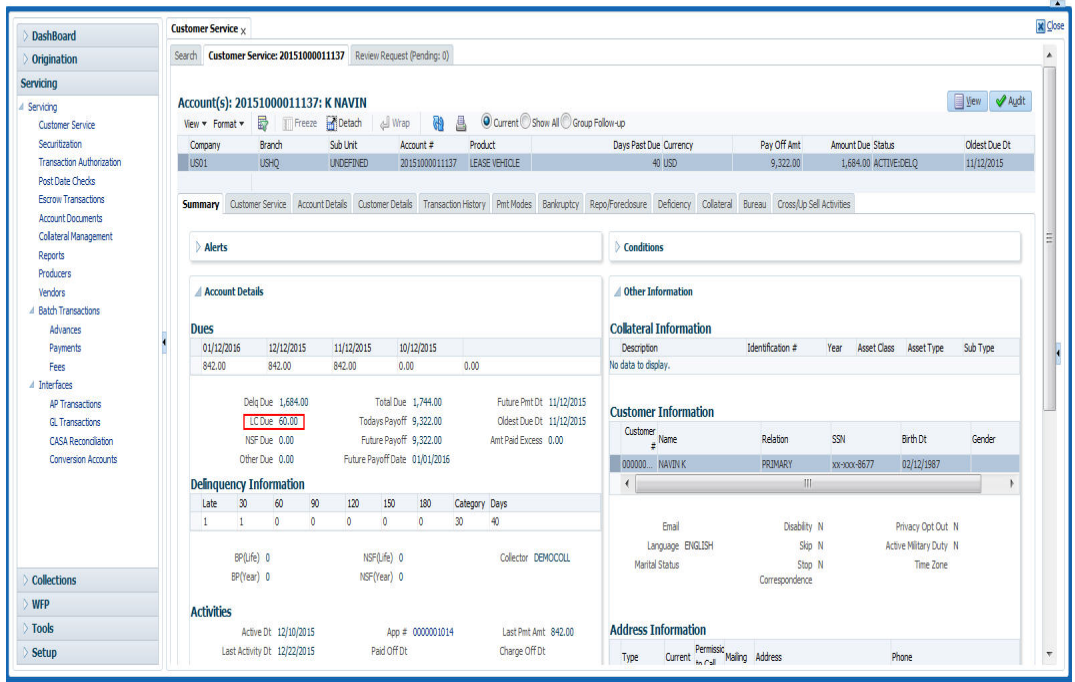 Customer Service x
Close
DashBoard
Origination
Servicing
Servicing
Customer Service
Securitization
Transaction Authorization
Post Date Checks
Escrow Transactions
Account Documents
Collateral Management
Reports
Producers
Vendors
Batch Transactions
Advances
Payments
Fees
Interfaces
AP Transactions
GL Transactions
CASA Reconciliation
Conversion Accounts
Collections
WFP
Tools
Setup
Search Customer Service: 20151000011137 Review Request (Pending: 0)
Account(s): 20151000011137: K NAVIN
View Audit
View Format Freeze Detach Wrap Current Show All Group Follow-up
Company Branch Sub Unit Account # Product Days Past Due Currency Pay Off Amt Amount Due Status Oldest Due Dt
US01 USHQ UNDEFINED 20151000011137 LEASE VEHICLE 40 USD 9,322.00 1,684.00 ACTIVE:DELQ 11/12/2015
Summary Customer Service Account Details Customer Details Transaction History Pmt Modes Bankruptcy Repo/Foreclosure Deficiency Collateral Bureau Cross/Up Sell Activities
Alerts
Account Details
Dues
01/12/2016 12/12/2015 11/12/2015 10/12/2015
842.00 842.00 842.00 0.00 0.00
Delq Due 1,684.00 Total Due 1,744.00 Future Pmt Dt 11/12/2015
LC Due 60.00 Todays Payoff 9,322.00 Oldest Due Dt 11/12/2015
NSF Due 0.00 Future Payoff 9,322.00 Amt Paid Excess 0.00
Other Due 0.00 Future Payoff Date 01/01/2016
Delinquency Information
Late 30 60 90 120 150 180 Category Days
1 1 0 0 0 0 0 30 40
BP(Life) 0 NSF(Life) 0 Collector DEMOCOLL
BP(Year) 0 NSF(Year) 0
Activities
Active Dt 12/10/2015 App # 0000001014 Last Pmt Amt 842.00
Last Activity Dt 12/22/2015 Paid Off Dt Charge Off Dt
Conditions
Other Information
Collateral Information
Description Identification # Year Asset Class Asset Type Sub Type
No data to display.
Customer Information
Customer # Name Relation SSN Birth Dt Gender
000000... NAVIN K PRIMARY xx-xxx-8677 02/12/1987
Email Disability N Privacy Opt Out N
Language ENGLISH Skip N Active Military Duty N
Marital Status Stop Correspondence N Time Zone
Address Information
Type Current Permissic to Call Mailing Address Phone